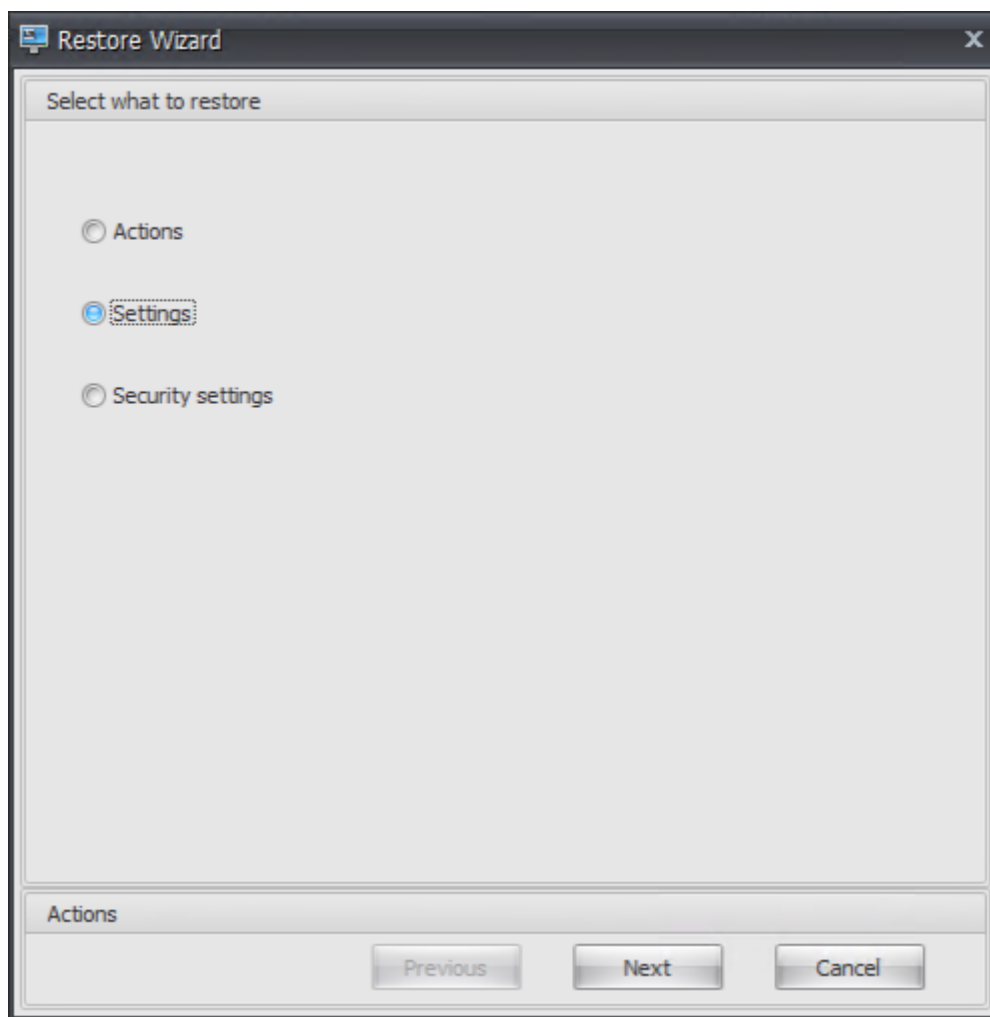 Restore Wizard
Select what to restore
Actions
Settings
Security settings
Actions
Previous Next Cancel